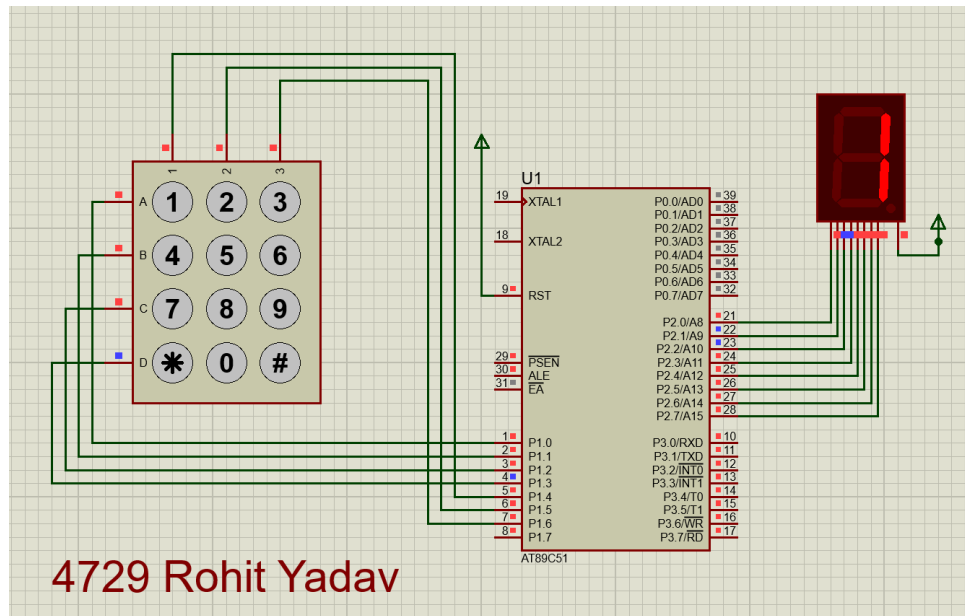 1 2 3
A 1 2 3
B 4 5 6
C 7 8 9
D * 0 #
U1
19 XTAL1
18 XTAL2
9 RST
29 PSEN
30 ALE
31 EA
1 P1.0
2 P1.1
3 P1.2
4 P1.3
5 P1.4
6 P1.5
7 P1.6
8 P1.7
P0.0/AD0 39
P0.1/AD1 38
P0.2/AD2 37
P0.3/AD3 36
P0.4/AD4 35
P0.5/AD5 34
P0.6/AD6 33
P0.7/AD7 32
P2.0/A8 21
P2.1/A9 22
P2.2/A10 23
P2.3/A11 24
P2.4/A12 25
P2.5/A13 26
P2.6/A14 27
P2.7/A15 28
P3.0/RXD 10
P3.1/TXD 11
P3.2/INT0 12
P3.3/INT1 13
P3.4/T0 14
P3.5/T1 15
P3.6/WR 16
P3.7/RD 17
AT89C51
1
4729 Rohit Yadav